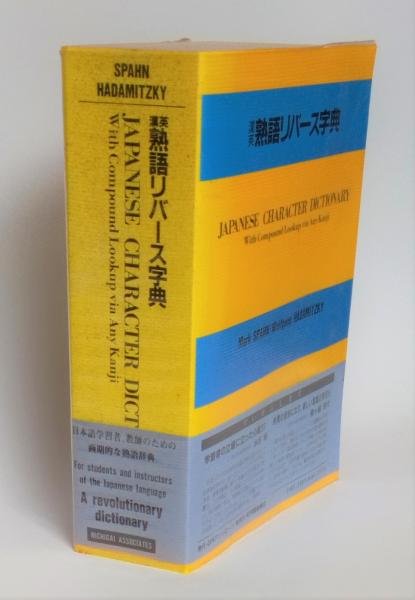 SPAHN
HADAMITZKY
漢英 熟語リバース字典
JAPANESE CHARACTER DICT
With Compound Lookup via Any Kanji
日本語学習者、教師のための
画期的な熟語辞典
For students and instructors
of the Japanese language
A revolutionary
dictionary
NICHIGAI ASSOCIATES
漢英 熟語リバース字典
JAPANESE CHARACTER DICTIONARY
With Compound Lookup via Any Kanji
Mark SPAHN/Wolfgang HADAMITZKY